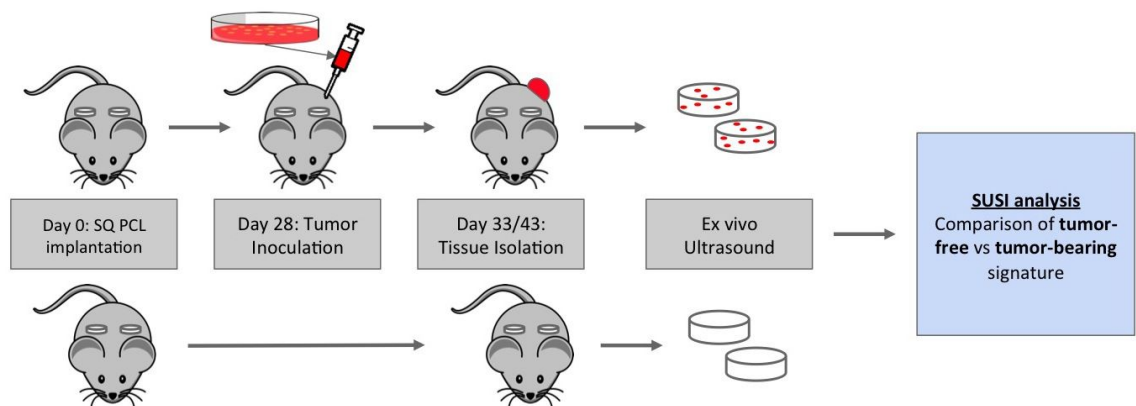 Day 0: SQ PCL
implantation
Day 28: Tumor
Inoculation
Day 33/43:
Tissue Isolation
Ex vivo
Ultrasound
SUSI analysis
Comparison of tumor-
free vs tumor-bearing
signature